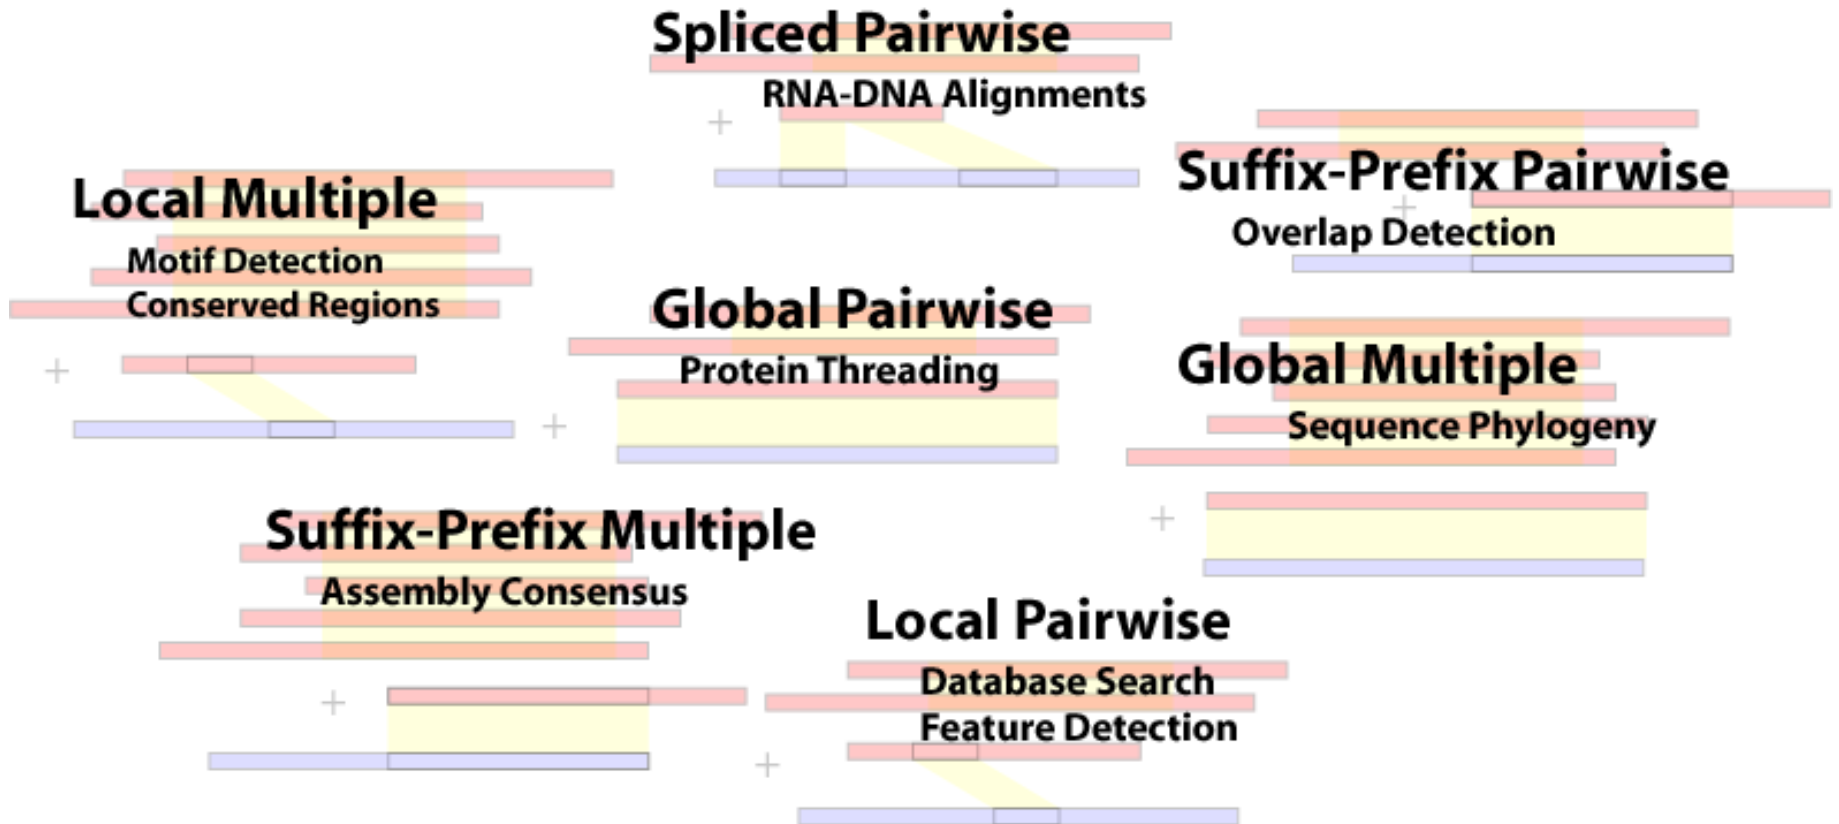 Spliced Pairwise
RNA-DNA Alignments
Suffix-Prefix Pairwise
Overlap Detection
Local Multiple
Motif Detection
Conserved Regions
Global Pairwise
Protein Threading
Global Multiple
Sequence Phylogeny
Suffix-Prefix Multiple
Assembly Consensus
Local Pairwise
Database Search
Feature Detection